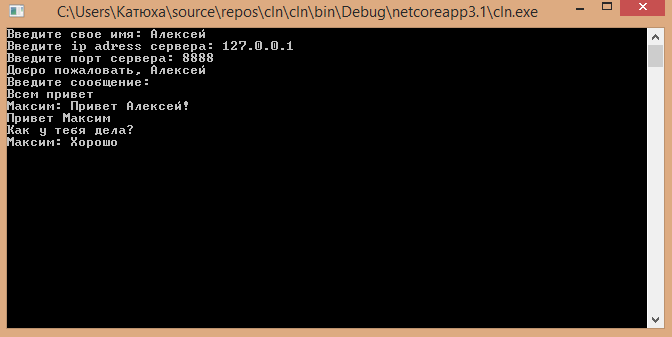 C:\Users\Катюха\source\repos\cln\cln\bin\Debug\netcoreapp3.1\cln.exe
Введите свое имя: Алексей
Введите ip adress сервера: 127.0.0.1
Введите порт сервера: 8888
Добро пожаловать, Алексей
Введите сообщение:
Всем привет
Максим: Привет Алексей!
Привет Максим
Как у тебя дела?
Максим: Хорошо